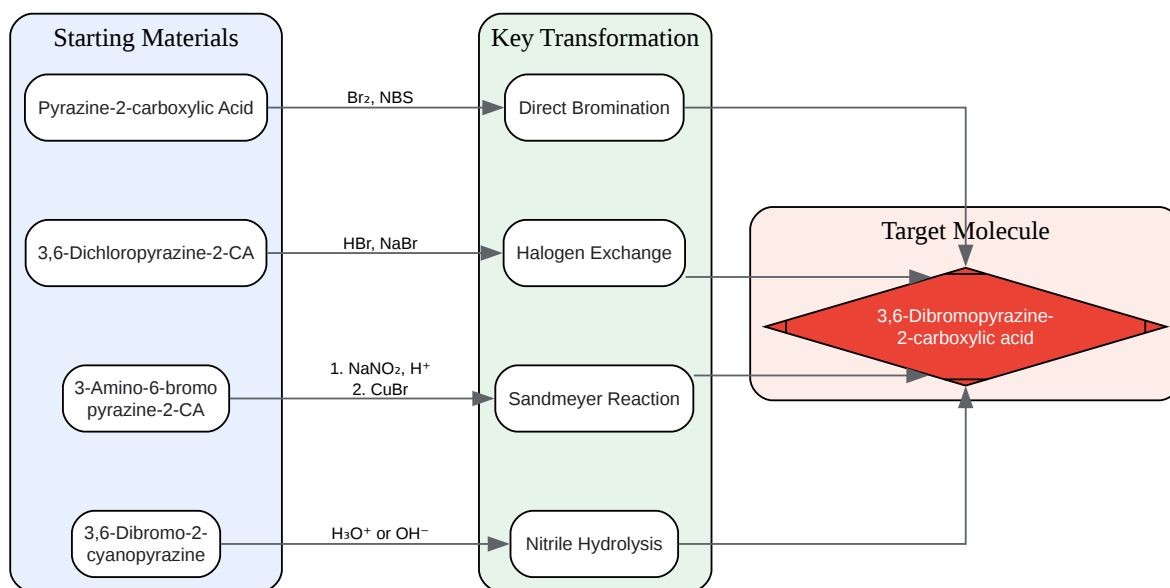 Starting Materials
Key Transformation
Target Molecule
Pyrazine-2-carboxylic Acid
Br₂, NBS
Direct Bromination
3,6-Dichloropyrazine-2-CA
HBr, NaBr
Halogen Exchange
3,6-Dibromopyrazine-
2-carboxylic acid
3-Amino-6-bromo
pyrazine-2-CA
1. NaNO₂, H⁺
2. CuBr
Sandmeyer Reaction
3,6-Dibromo-2-
cyanopyrazine
H₃O⁺ or OH⁻
Nitrile Hydrolysis